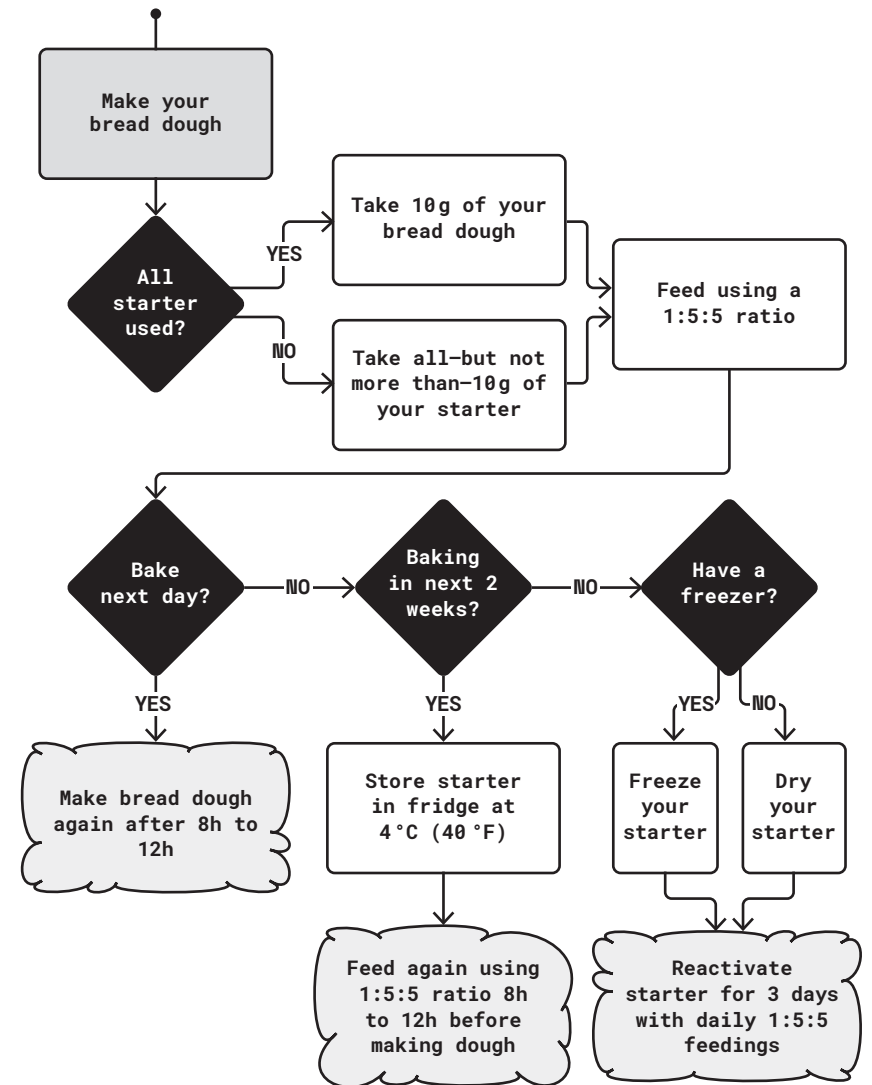 Make your
bread dough
All
starter
used?
YES
Take 10g of your
bread dough
NO
Take all—but not
more than—10g of
your starter
Feed using a
1:5:5 ratio
Bake
next day?
NO
Baking
in next 2
weeks?
NO
Have a
freezer?
YES
YES
YES
NO
Make bread dough
again after 8h to
12h
Store starter
in fridge at
4°C (40°F)
Freeze
your
starter
Dry
your
starter
Feed again using
1:5:5 ratio 8h
to 12h before
making dough
Reactivate
starter for 3 days
with daily 1:5:5
feedings